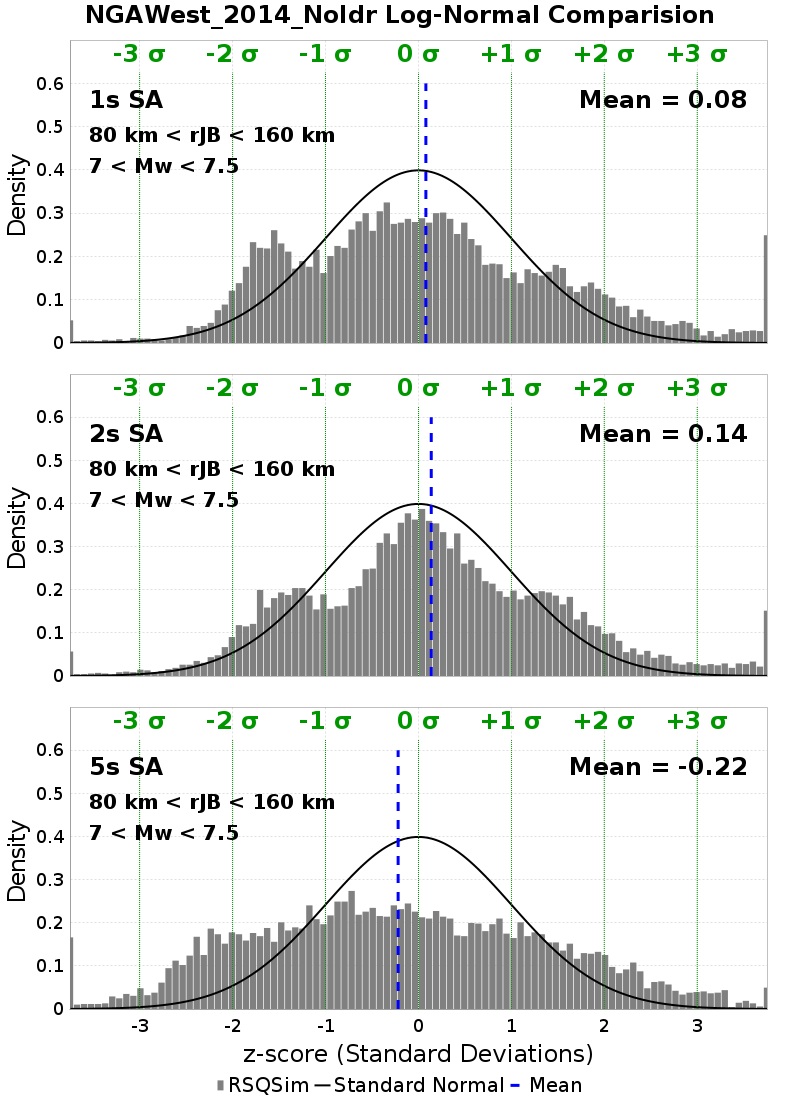 NGAWest_2014_NoIdr Log-Normal Comparision
-3 σ -2 σ -1 σ 0 σ +1 σ +2 σ +3 σ
0.6
1s SA Mean = 0.08
0.5
80 km < rJB < 160 km
7 < Mw < 7.5
0.4
0.3
0.2
0.1
0
Density
-3 σ -2 σ -1 σ 0 σ +1 σ +2 σ +3 σ
0.6
2s SA Mean = 0.14
0.5
80 km < rJB < 160 km
7 < Mw < 7.5
0.4
0.3
0.2
0.1
0
Density
-3 σ -2 σ -1 σ 0 σ +1 σ +2 σ +3 σ
0.6
5s SA Mean = -0.22
0.5
80 km < rJB < 160 km
7 < Mw < 7.5
0.4
0.3
0.2
0.1
0
Density
-3 -2 -1 0 1 2 3
z-score (Standard Deviations)
RSQSim Standard Normal Mean